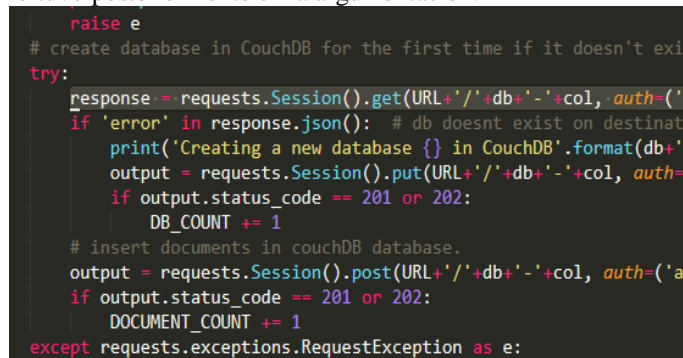 raise e
# create database in CouchDB for the first time if it doesn't exi
try:
response = requests.Session().get(URL+'/'+db+'-'+col, auth=('
if 'error' in response.json():  # db doesnt exist on destinat
print('Creating a new database {} in CouchDB'.format(db+'
output = requests.Session().put(URL+'/'+db+'-'+col, auth=
if output.status_code == 201 or 202:
DB_COUNT += 1
# insert documents in couchDB database.
output = requests.Session().post(URL+'/'+db+'-'+col, auth=('a
if output.status_code == 201 or 202:
DOCUMENT_COUNT += 1
except requests.exceptions.RequestException as e: